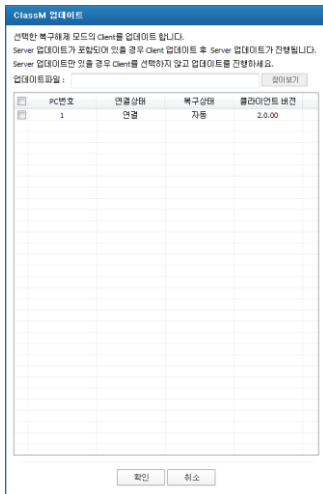 ClassM 업데이트
선택한 복구해제 모드의 Client를 업데이트 합니다.
Server 업데이트가 포함되어 있을 경우 Client 업데이트 후 Server 업데이트가 진행됩니다.
Server 업데이트만 있을 경우 Client를 선택하지 않고 업데이트를 진행하세요.
업데이트파일 : 찾아보기
PC번호 연결상태 복구상태 클라이언트 버전
1 연결 자동 2.0.00
확인 취소